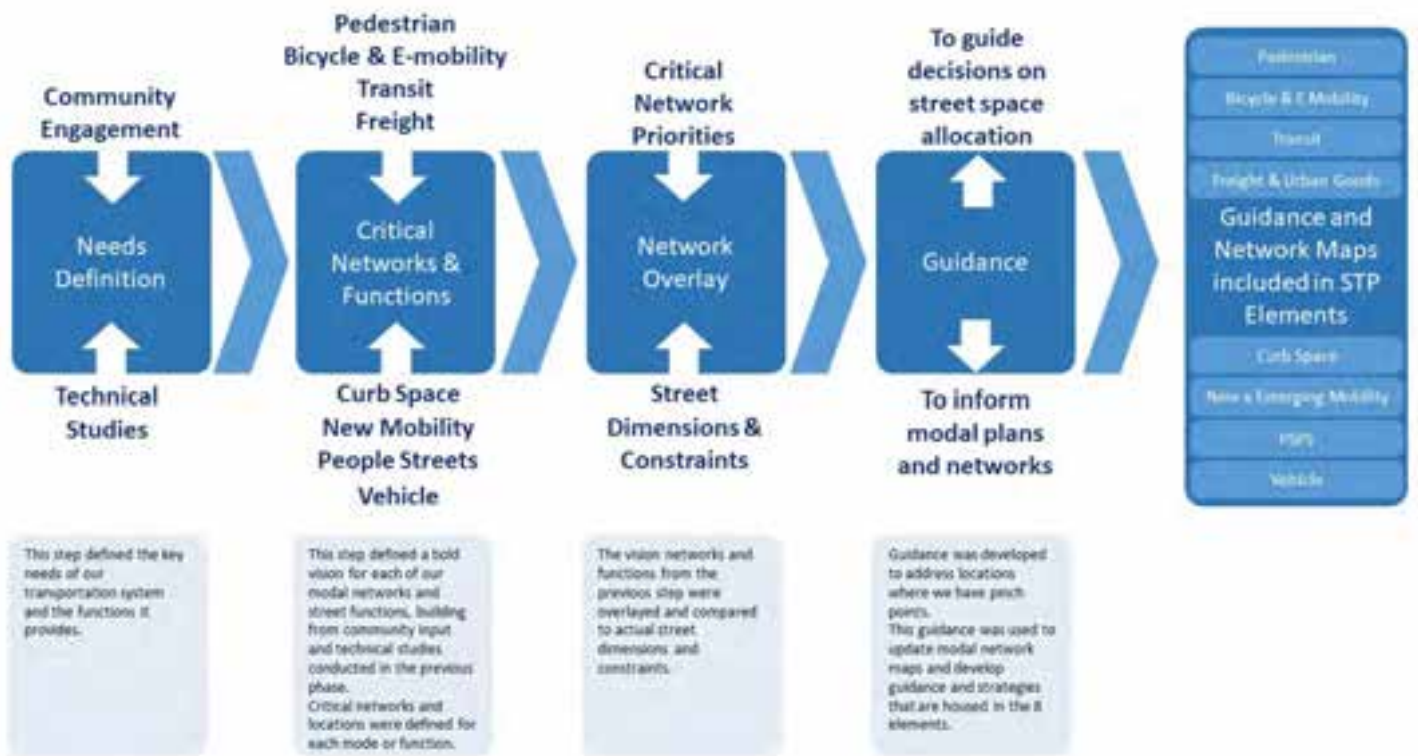 Community
Engagement
Needs
Definition
Technical
Studies
Pedestrian
Bicycle & E-mobility
Transit
Freight
Critical
Networks &
Functions
Curb Space
New Mobility
People Streets
Vehicle
Critical
Network
Priorities
Network
Overlay
Street
Dimensions &
Constraints
To guide
decisions on
street space
allocation
Guidance
To inform
modal plans
and networks
Pedestrian
Bicycle & E Mobility
Transit
Freight & Urban Goods
Guidance and
Network Maps
included in STP
Elements
Curb Space
Emerging Mobility
PSPS
Vehicle
This step defined the key
needs of our
transportation system
and the functions it
provides.
This step defined a bold
vision for each of our
modal networks and
street functions, building
from community input
and technical studies
conducted in the previous
phase.
Critical networks and
locations were defined for
each mode or function.
The vision networks and
functions from the
previous step were
overlayed and compared
to actual street
dimensions and
constraints.
Guidance was developed
to address locations
where we have pinch
points.
This guidance was used to
update modal network
maps and develop
guidance and strategies
that are housed in the 8
elements.